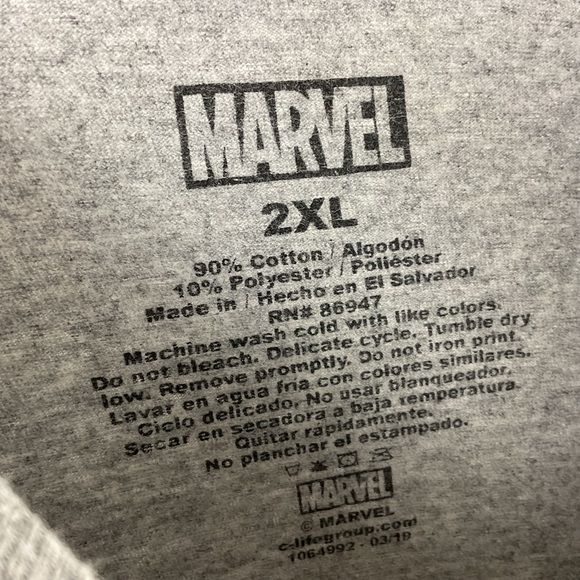 MARVEL
2XL
90% Cotton / Algodón
10% Polyester / Poliéster
Made in / Hecho en El Salvador
RN# 86947
Machine wash cold with like colors.
Do not bleach. Delicate cycle. Tumble dry
low. Remove promptly. Do not iron print.
Lavar en agua fria con colores similares.
Ciclo delicado. No usar blanqueador.
Secar en secadora a baja temperatura.
Quitar rápidamente.
No planchar el estampado.
MARVEL
© MARVEL
c-lifegroup.com
1064992 - 03/19